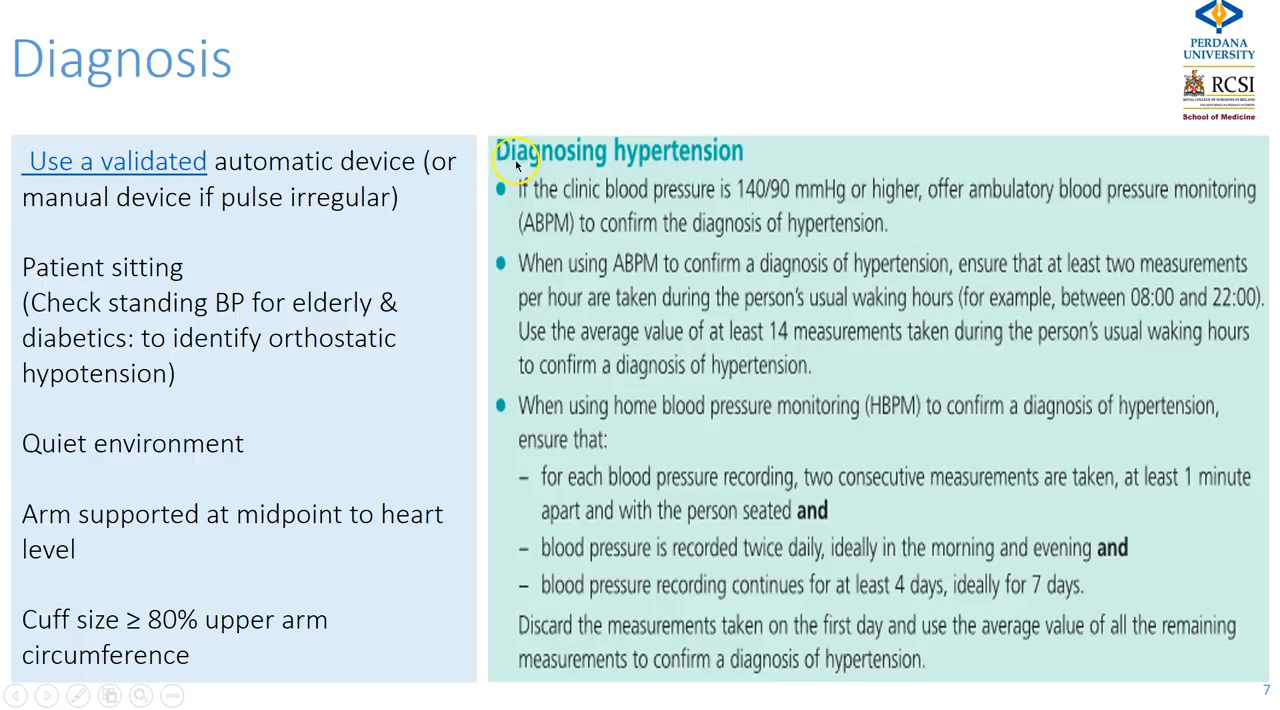 Diagnosis
PERDANA
UNIVERSITY
RCSI
ROYAL COLLEGE OF SURGEONS IN IRELAND
School of Medicine
Use a validated automatic device (or
manual device if pulse irregular)
Patient sitting
(Check standing BP for elderly &
diabetics: to identify orthostatic
hypotension)
Quiet environment
Arm supported at midpoint to heart
level
Cuff size ≥ 80% upper arm
circumference
Diagnosing hypertension
• If the clinic blood pressure is 140/90 mmHg or higher, offer ambulatory blood pressure monitoring
(ABPM) to confirm the diagnosis of hypertension.
• When using ABPM to confirm a diagnosis of hypertension, ensure that at least two measurements
per hour are taken during the person's usual waking hours (for example, between 08:00 and 22:00).
Use the average value of at least 14 measurements taken during the person's usual waking hours
to confirm a diagnosis of hypertension.
• When using home blood pressure monitoring (HBPM) to confirm a diagnosis of hypertension,
ensure that:
– for each blood pressure recording, two consecutive measurements are taken, at least 1 minute
apart and with the person seated and
– blood pressure is recorded twice daily, ideally in the morning and evening and
– blood pressure recording continues for at least 4 days, ideally for 7 days.
Discard the measurements taken on the first day and use the average value of all the remaining
measurements to confirm a diagnosis of hypertension.
7